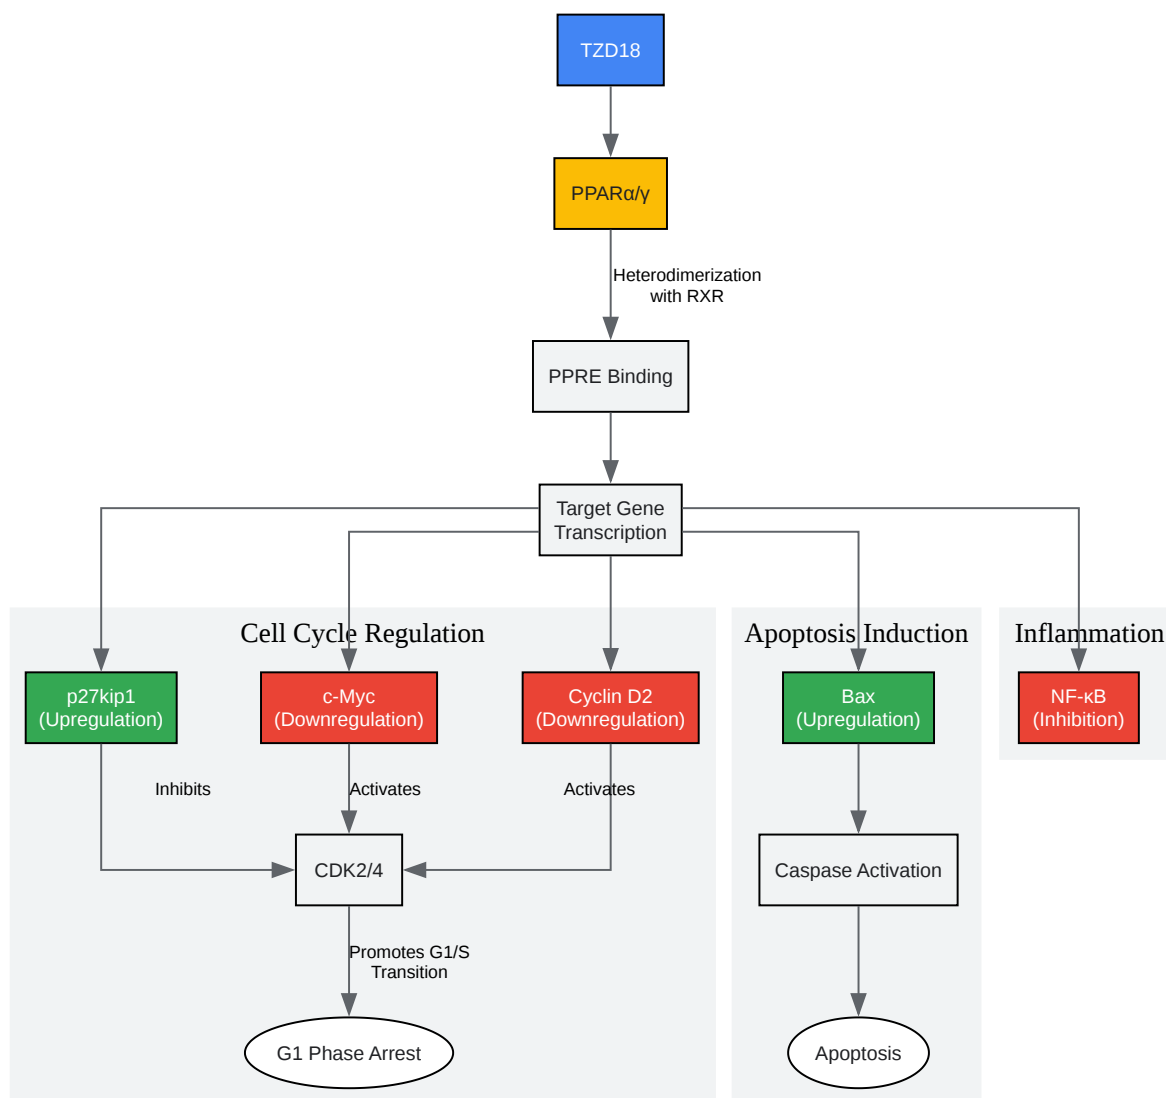 TZD18
PPARα/γ
Heterodimerization
with RXR
PPRE Binding
Target Gene
Transcription
Cell Cycle Regulation
Apoptosis Induction
Inflammation
p27kip1
(Upregulation)
c-Myc
(Downregulation)
Cyclin D2
(Downregulation)
Bax
(Upregulation)
NF-κB
(Inhibition)
Inhibits
Activates
Activates
CDK2/4
Caspase Activation
Promotes G1/S
Transition
G1 Phase Arrest
Apoptosis